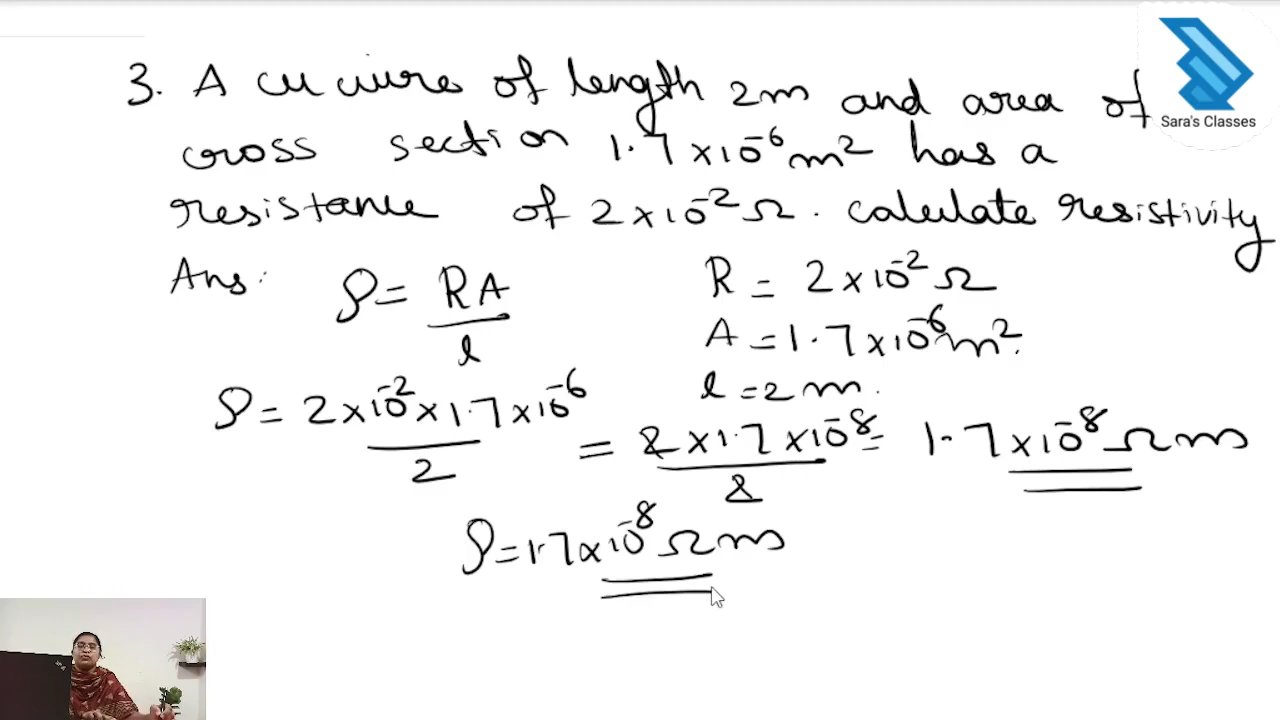 3. A cu wire of length 2m and area of
cross section 1.7×10⁻⁶m² has a
resistance of 2×10⁻²Ω. calculate resistivity
Ans: ρ = RA/l
R = 2×10⁻²Ω
A = 1.7×10⁻⁶m².
l = 2m.
ρ = 2×10⁻²×1.7×10⁻⁶/2 = 2×1.7×10⁻⁸/2 = 1.7×10⁻⁸Ωm
ρ = 1.7×10⁻⁸Ωm
Sara's Classes